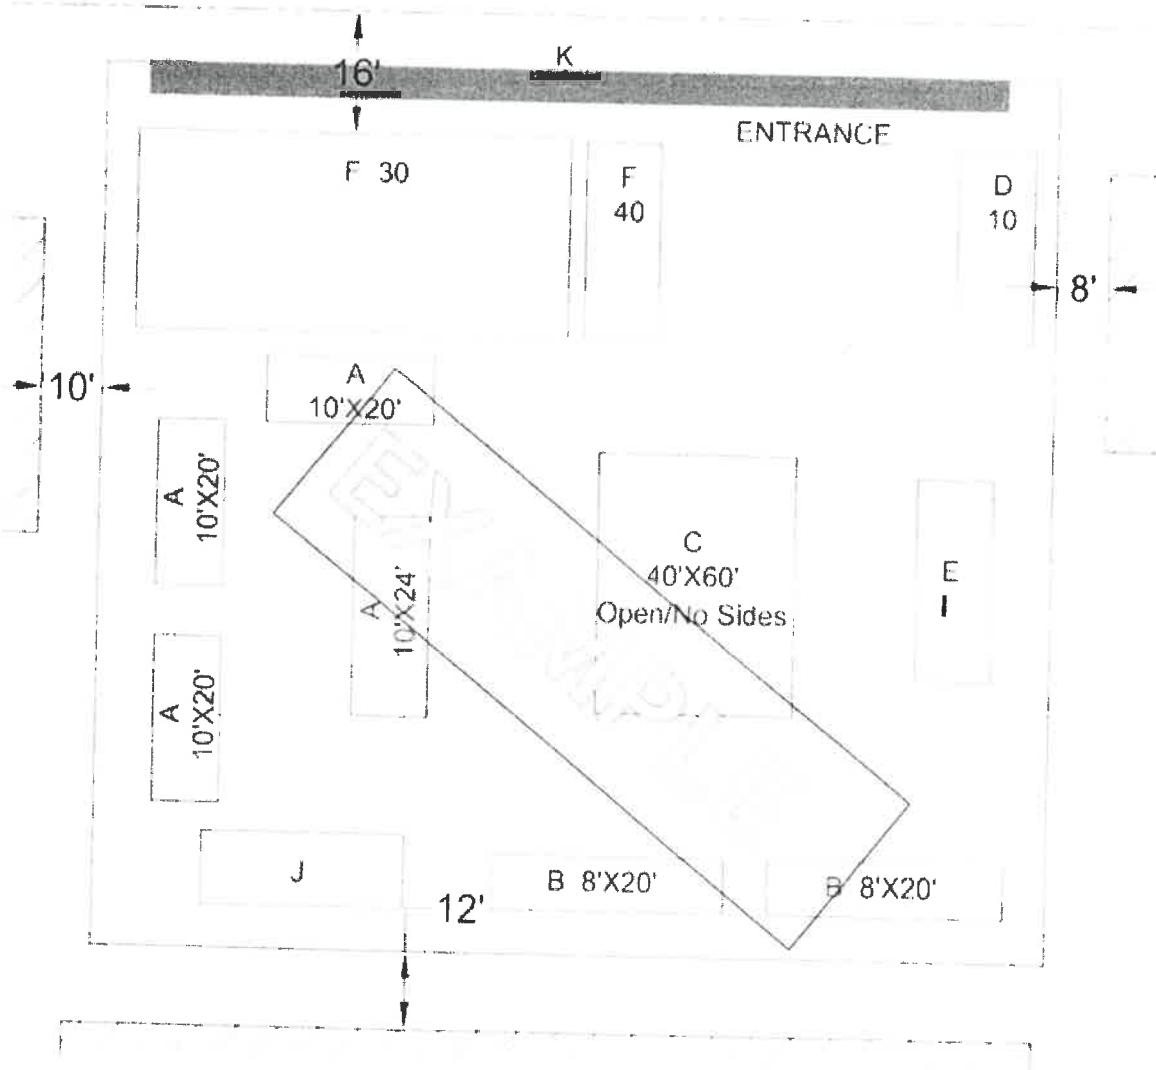 K
16'
ENTRANCE
F 30
F
40
D
10
8'
10'
A
10'X20'
A
10'X20'
A
10'X24'
C
40'X60'
Open/No Sides
E
A
10'X20'
EXAMPLE
J
B 8'X20'
B 8'X20'
12'